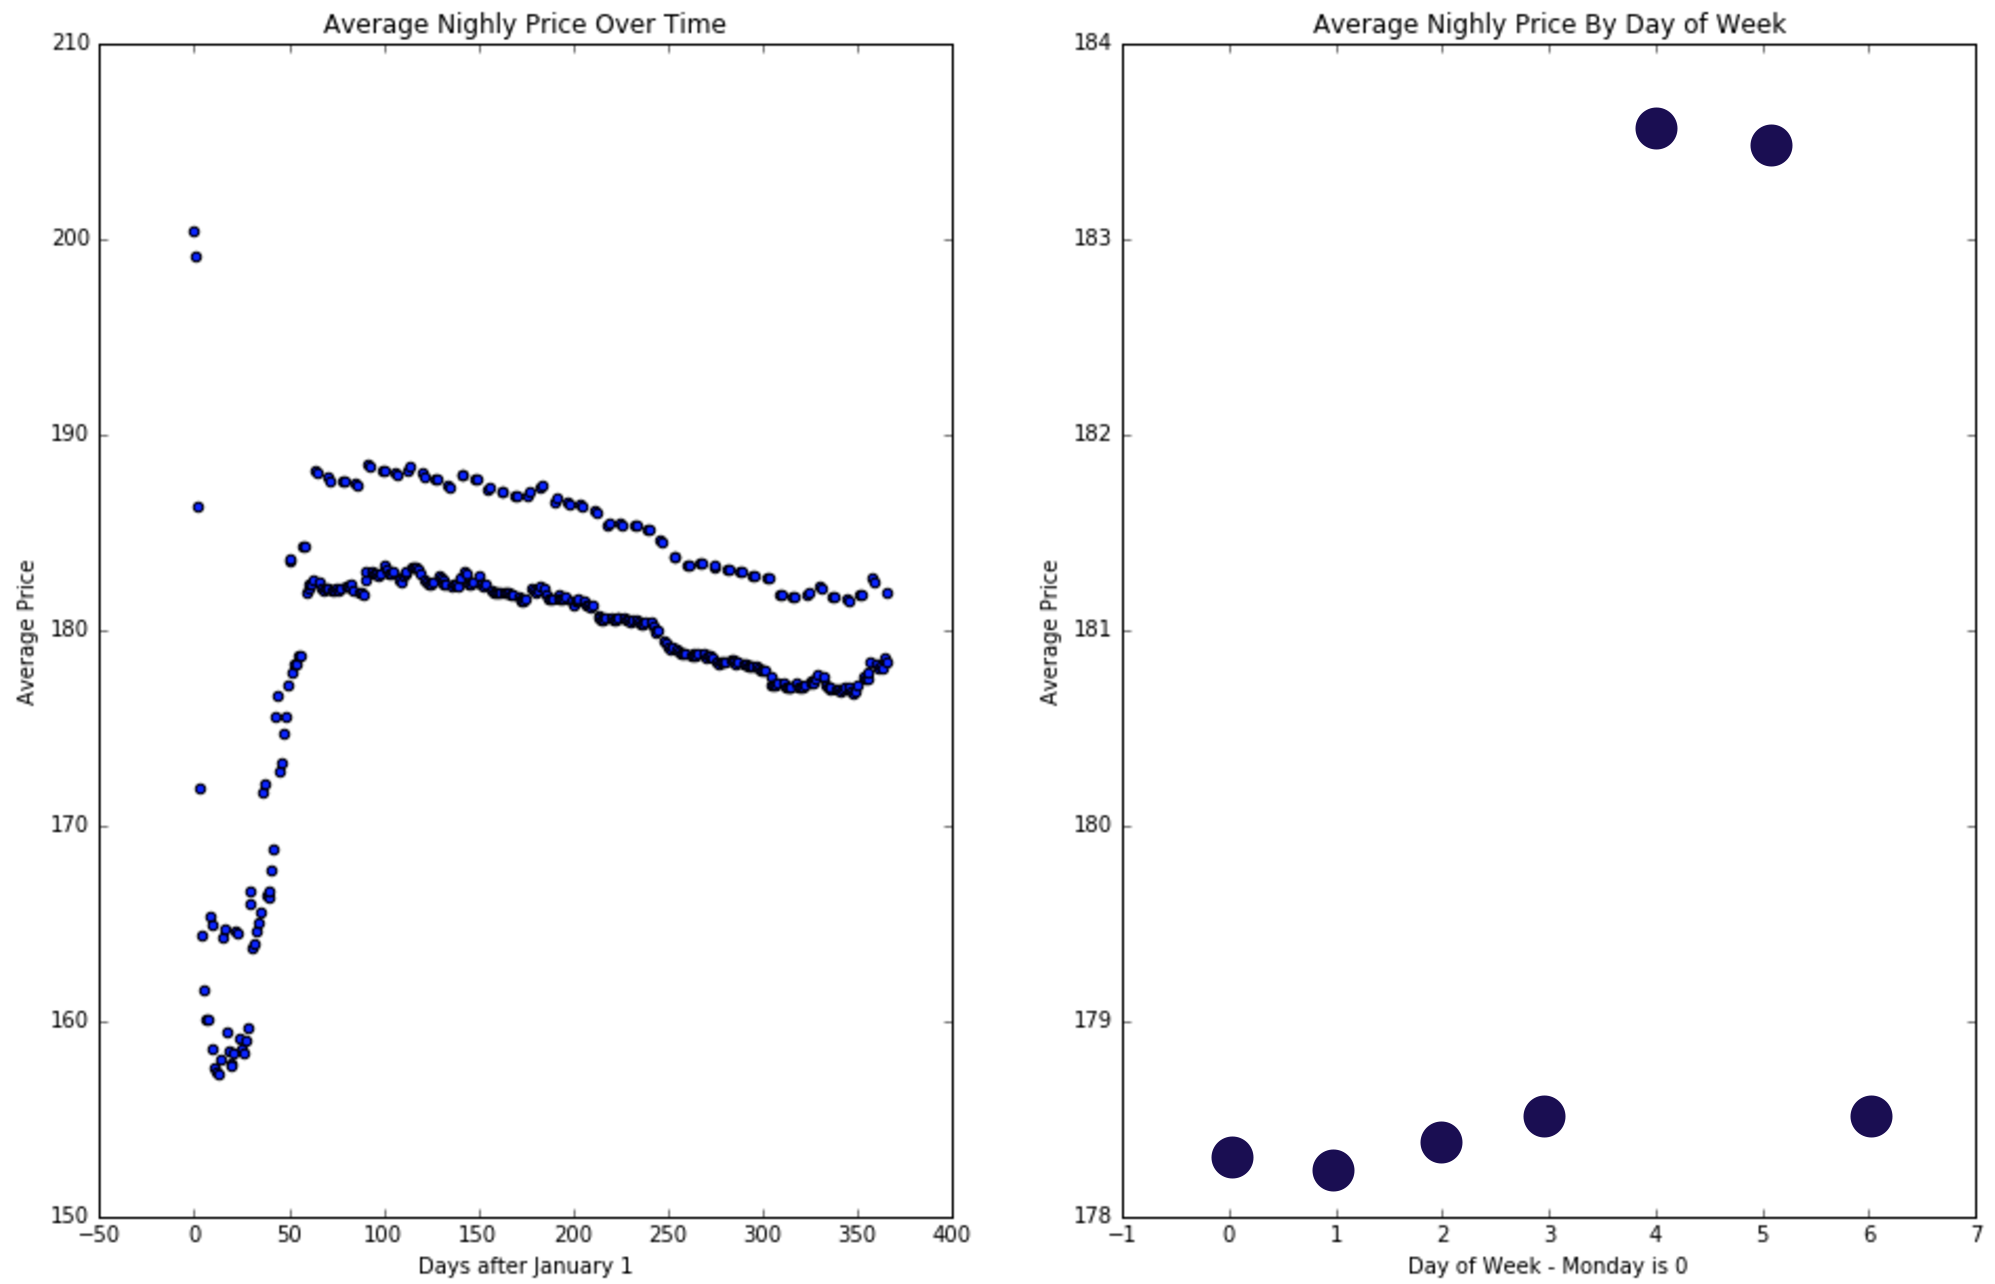 Average Nighly Price Over Time
210
200
190
180
170
160
150
−50 0 50 100 150 200 250 300 350 400
Average Price
Days after January 1
Average Nighly Price By Day of Week
184
183
182
181
180
179
178
−1 0 1 2 3 4 5 6 7
Average Price
Day of Week - Monday is 0